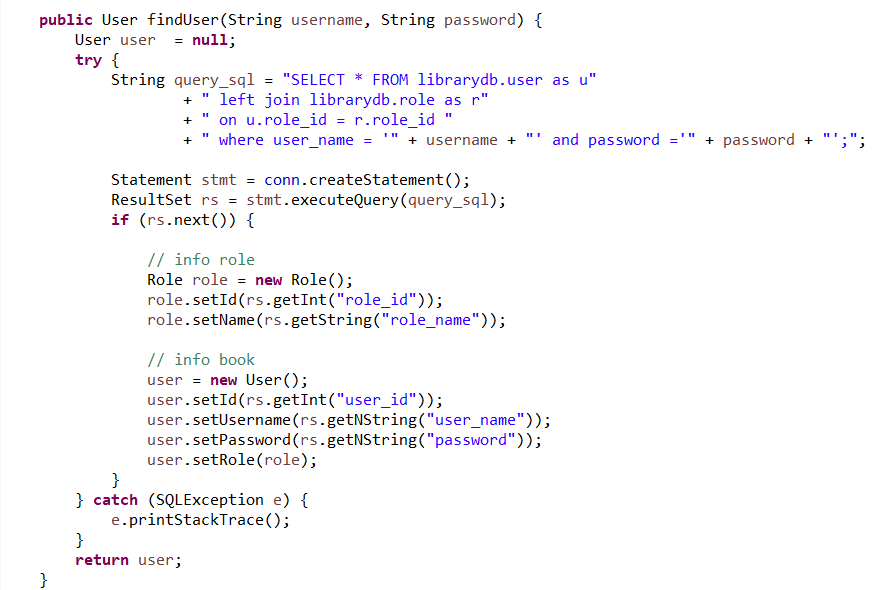 public User findUser(String username, String password) {
    User user  = null;
    try {
        String query_sql = "SELECT * FROM librarydb.user as u"
                + " left join librarydb.role as r"
                + " on u.role_id = r.role_id "
                + " where user_name = '" + username + "' and password ='" + password + "';";

        Statement stmt = conn.createStatement();
        ResultSet rs = stmt.executeQuery(query_sql);
        if (rs.next()) {

            // info role
            Role role = new Role();
            role.setId(rs.getInt("role_id"));
            role.setName(rs.getString("role_name"));

            // info book
            user = new User();
            user.setId(rs.getInt("user_id"));
            user.setUsername(rs.getNString("user_name"));
            user.setPassword(rs.getNString("password"));
            user.setRole(role);
        }
    } catch (SQLException e) {
        e.printStackTrace();
    }
    return user;
}